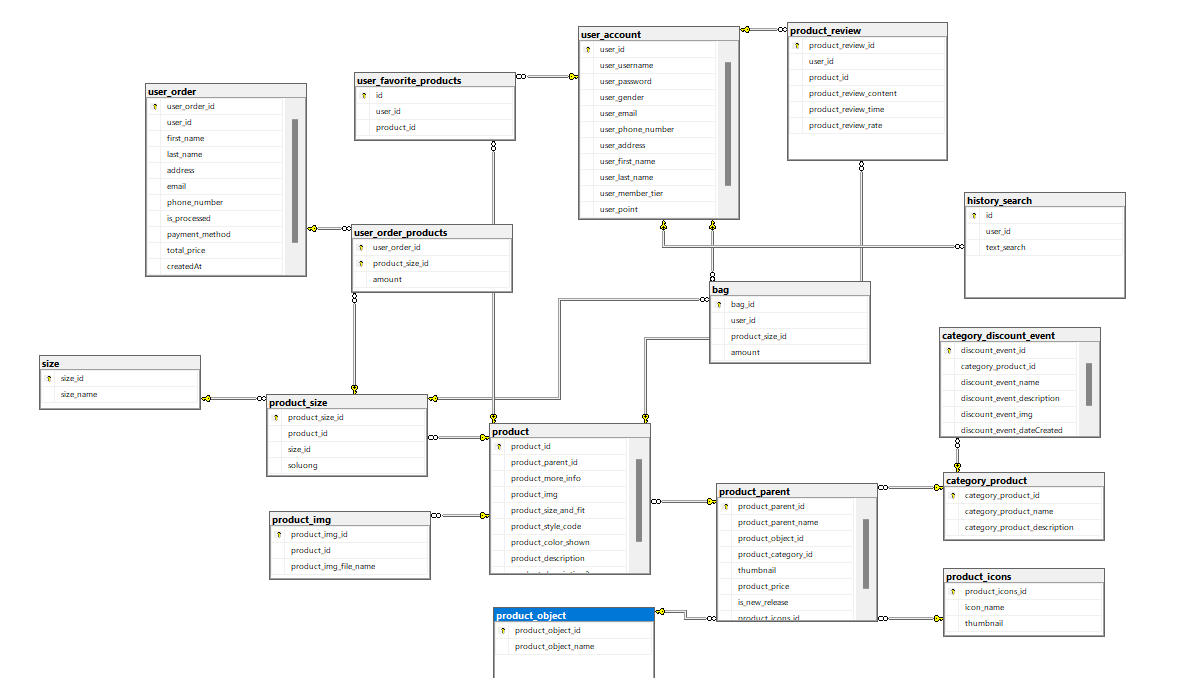 user_account
user_id
user_username
user_password
user_gender
user_email
user_phone_number
user_address
user_first_name
user_last_name
user_member_tier
user_point
product_review
product_review_id
user_id
product_id
product_review_content
product_review_time
product_review_rate
user_favorite_products
id
user_id
product_id
user_order
user_order_id
user_id
first_name
last_name
address
email
phone_number
is_processed
payment_method
total_price
createdAt
history_search
id
user_id
text_search
user_order_products
user_order_id
product_size_id
amount
bag
bag_id
user_id
product_size_id
amount
category_discount_event
discount_event_id
category_product_id
discount_event_name
discount_event_description
discount_event_img
discount_event_dateCreated
size
size_id
size_name
product_size
product_size_id
product_id
size_id
soluong
product
product_id
product_parent_id
product_more_info
product_img
product_size_and_fit
product_style_code
product_color_shown
product_description
category_product
category_product_id
category_product_name
category_product_description
product_parent
product_parent_id
product_parent_name
product_object_id
product_category_id
thumbnail
product_price
is_new_release
product_icons_id
product_img
product_img_id
product_id
product_img_file_name
product_icons
product_icons_id
icon_name
thumbnail
product_object
product_object_id
product_object_name